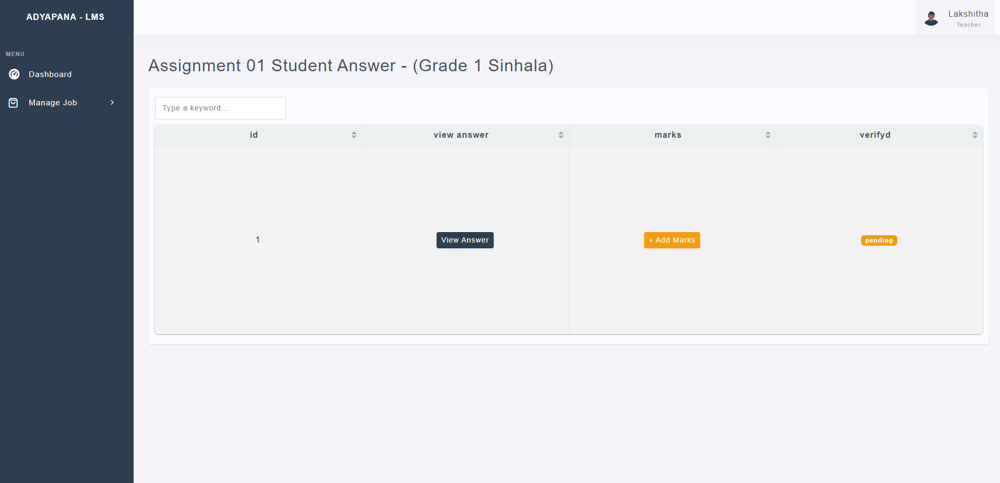 ADYAPANA - LMS
Lakshitha
Teacher
MENU
Dashboard
Manage Job
Assignment 01 Student Answer - (Grade 1 Sinhala)
Type a keyword...
id view answer marks verifyd
1 View Answer + Add Marks pending